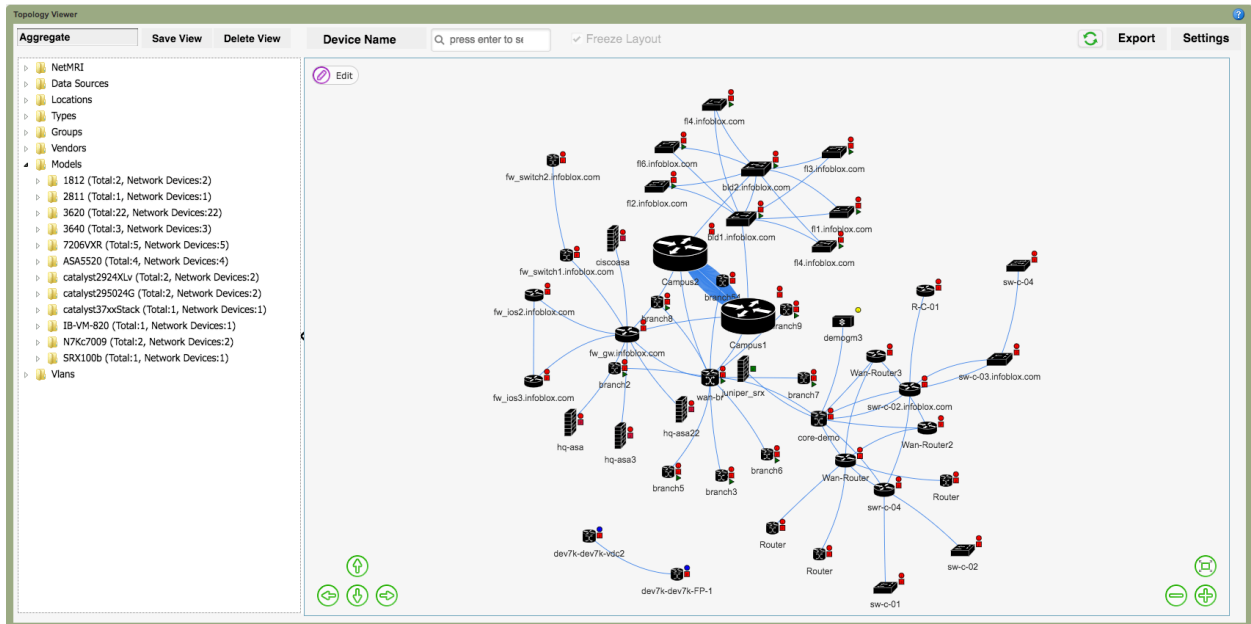 Topology Viewer
?
Aggregate
Save View
Delete View
Device Name
press enter to se
Freeze Layout
Export
Settings
NetMRI
Data Sources
Locations
Types
Groups
Vendors
Models
1812 (Total:2, Network Devices:2)
2811 (Total:1, Network Devices:1)
3620 (Total:22, Network Devices:22)
3640 (Total:3, Network Devices:3)
7206VXR (Total:5, Network Devices:5)
ASA5520 (Total:4, Network Devices:4)
catalyst2924XLv (Total:2, Network Devices:2)
catalyst295024G (Total:2, Network Devices:2)
catalyst37xxStack (Total:1, Network Devices:1)
IB-VM-820 (Total:1, Network Devices:1)
N7Kc7009 (Total:2, Network Devices:2)
SRX100b (Total:1, Network Devices:1)
Vlans
Edit
fl4.infoblox.com
fl6.infoblox.com
fl3.infoblox.com
fw_switch2.infoblox.com
bld2.infoblox.com
fl2.infoblox.com
fl1.infoblox.com
bld1.infoblox.com
ciscoasa
fl4.infoblox.com
fw_switch1.infoblox.com
Campus2
sw-c-04
fw_ios2.infoblox.com
branch8
branch9
R-C-01
demogm3
Campus1
fw_gw.infoblox.com
Wan-Router3
sw-c-03.infoblox.com
branch2
juniper_srx
branch7
fw_ios3.infoblox.com
wan-br
swr-c-02.infoblox.com
hq-asa22
core-demo
Wan-Router2
hq-asa
hq-asa3
branch6
Wan-Router
branch5
branch3
Router
swr-c-04
Router
dev7k-dev7k-vdc2
Router
sw-c-02
dev7k-dev7k-FP-1
sw-c-01